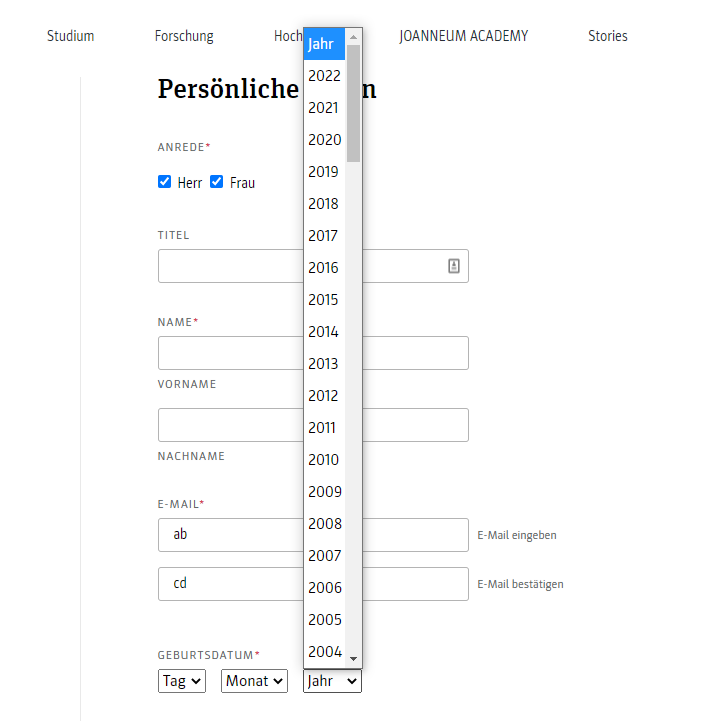 Studium Forschung Hoch JOANNEUM ACADEMY Stories
Persönliche n
ANREDE*
Herr Frau
TITEL
NAME*
VORNAME
NACHNAME
E-MAIL*
ab E-Mail eingeben
cd E-Mail bestätigen
GEBURTSDATUM*
Tag Monat Jahr
Jahr
2022
2021
2020
2019
2018
2017
2016
2015
2014
2013
2012
2011
2010
2009
2008
2007
2006
2005
2004